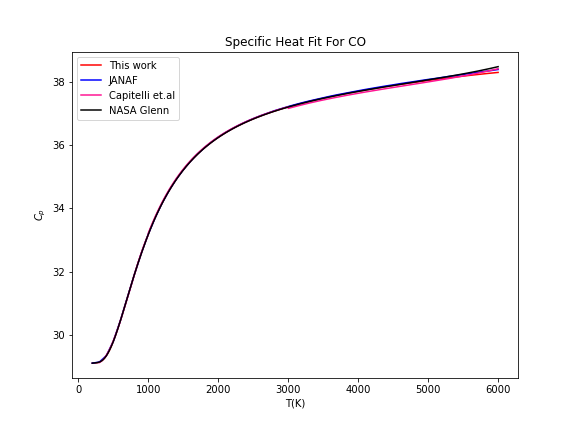 Specific Heat Fit For CO
This work
JANAF
Capitelli et.al
NASA Glenn
38
36
34
32
30
C_p
0 1000 2000 3000 4000 5000 6000
T(K)